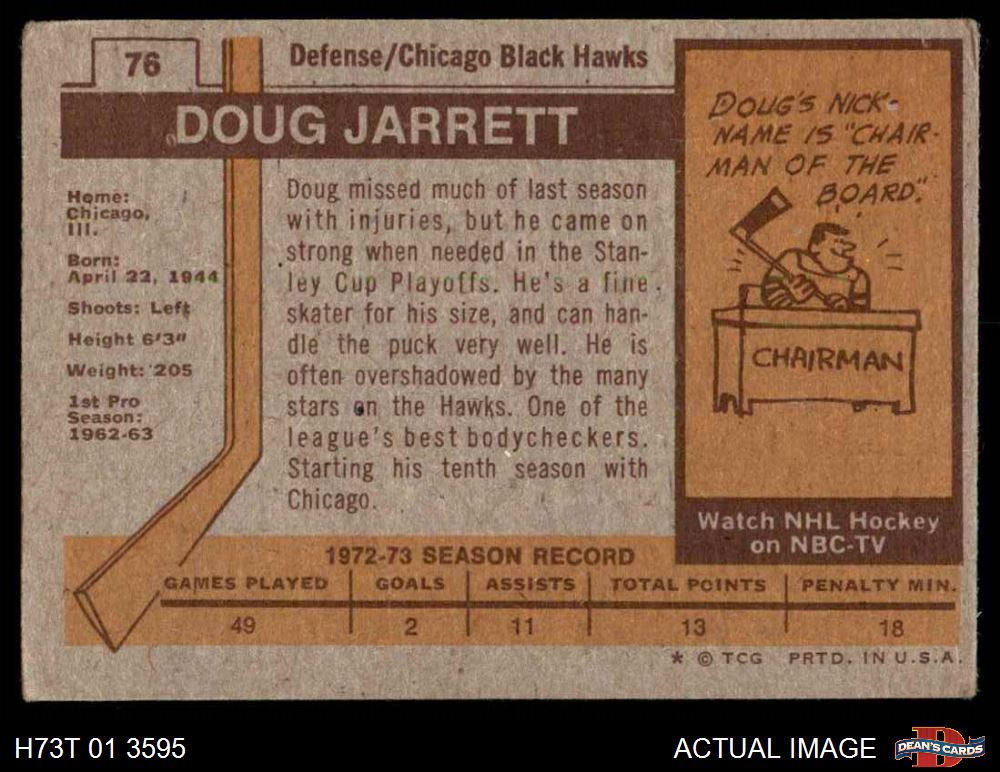 76
Defense/Chicago Black Hawks
DOUG JARRETT
Home:
Chicago,
Ill.
Born:
April 22, 1944
Shoots: Left
Height 6'3"
Weight: 205
1st Pro
Season:
1962-63
Doug missed much of last season
with injuries, but he came on
strong when needed in the Stan-
ley Cup Playoffs. He's a fine
skater for his size, and can han-
dle the puck very well. He is
often overshadowed by the many
stars on the Hawks. One of the
league's best bodycheckers.
Starting his tenth season with
Chicago.
DOUG'S NICK-
NAME IS "CHAIR-
MAN OF THE
BOARD."
CHAIRMAN
Watch NHL Hockey
on NBC-TV
1972-73 SEASON RECORD
GAMES PLAYED GOALS ASSISTS TOTAL POINTS PENALTY MIN.
49 2 11 13 18
* © TCG PRTD. IN U.S.A.
H73T 01 3595
ACTUAL IMAGE
DEAN'S CARDS